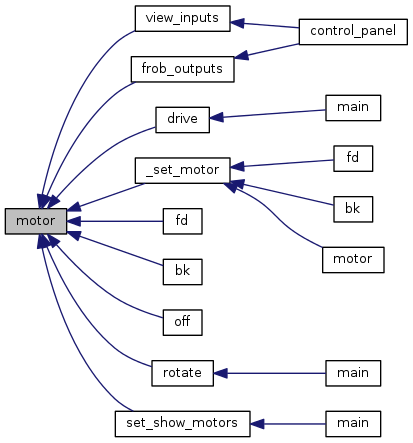 view_inputs
control_panel
frob_outputs
drive
main
_set_motor
fd
bk
motor
motor
fd
bk
off
rotate
main
set_show_motors
main